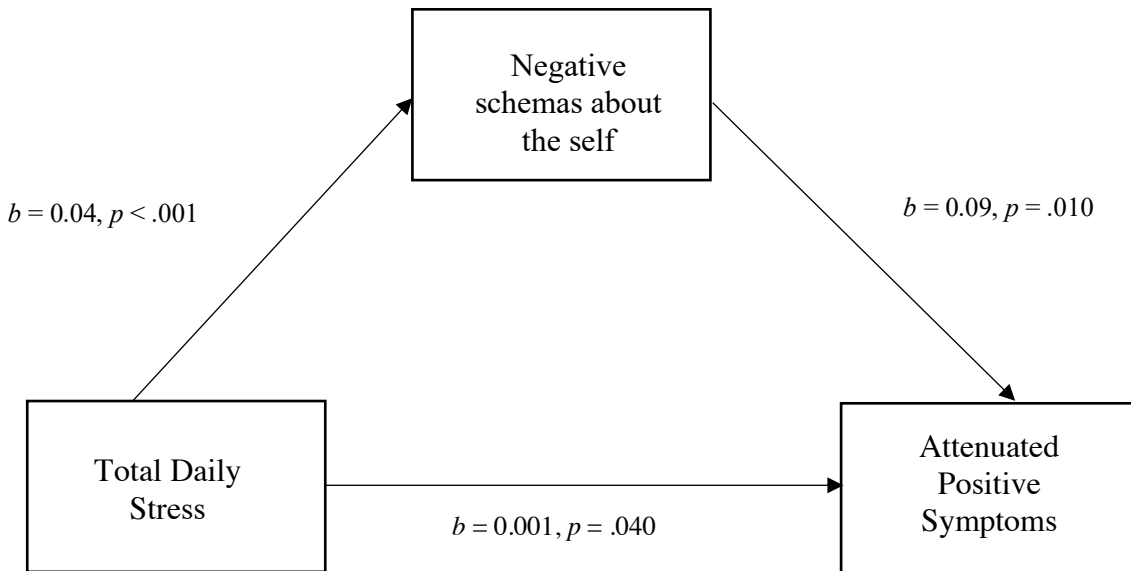 Negative
schemas about
the self
b = 0.04, p < .001
b = 0.09, p = .010
Total Daily
Stress
b = 0.001, p = .040
Attenuated
Positive
Symptoms